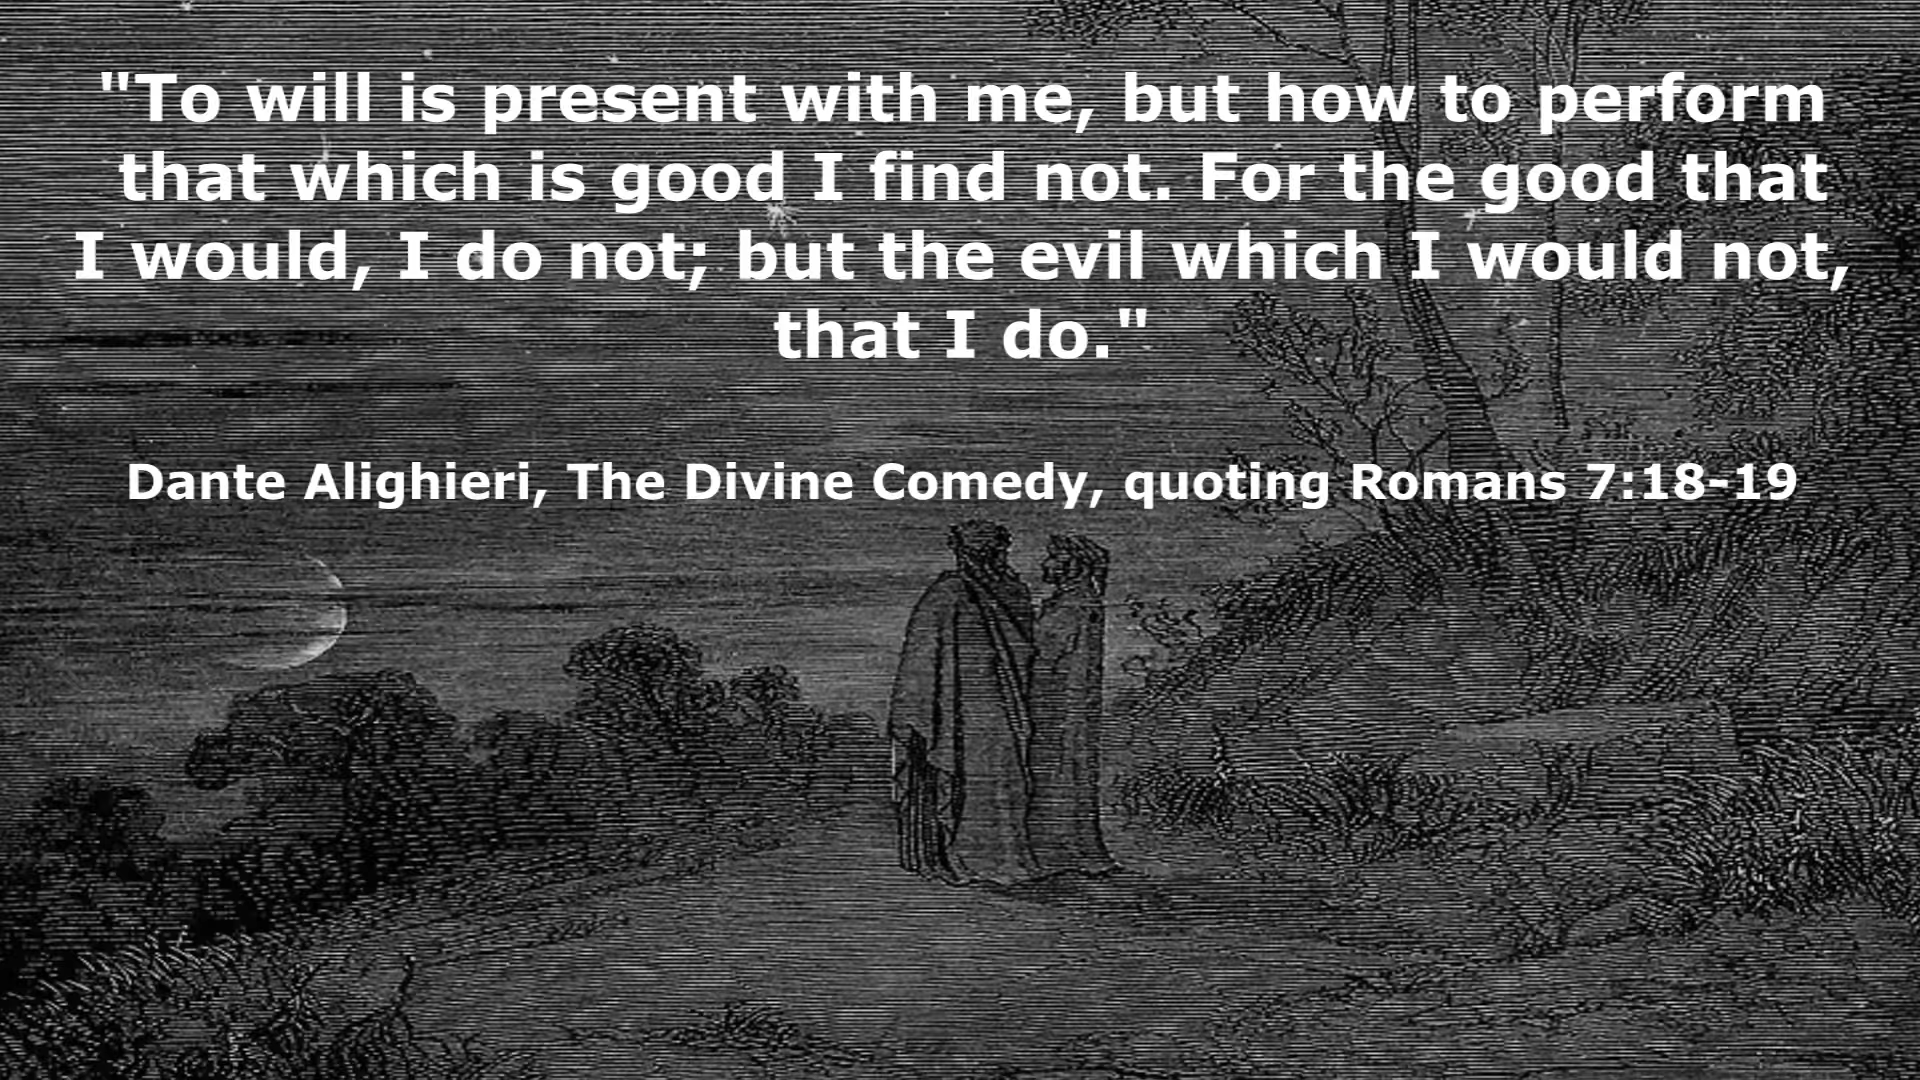 "To will is present with me, but how to perform
that which is good I find not. For the good that
I would, I do not; but the evil which I would not,
that I do."
Dante Alighieri, The Divine Comedy, quoting Romans 7:18-19